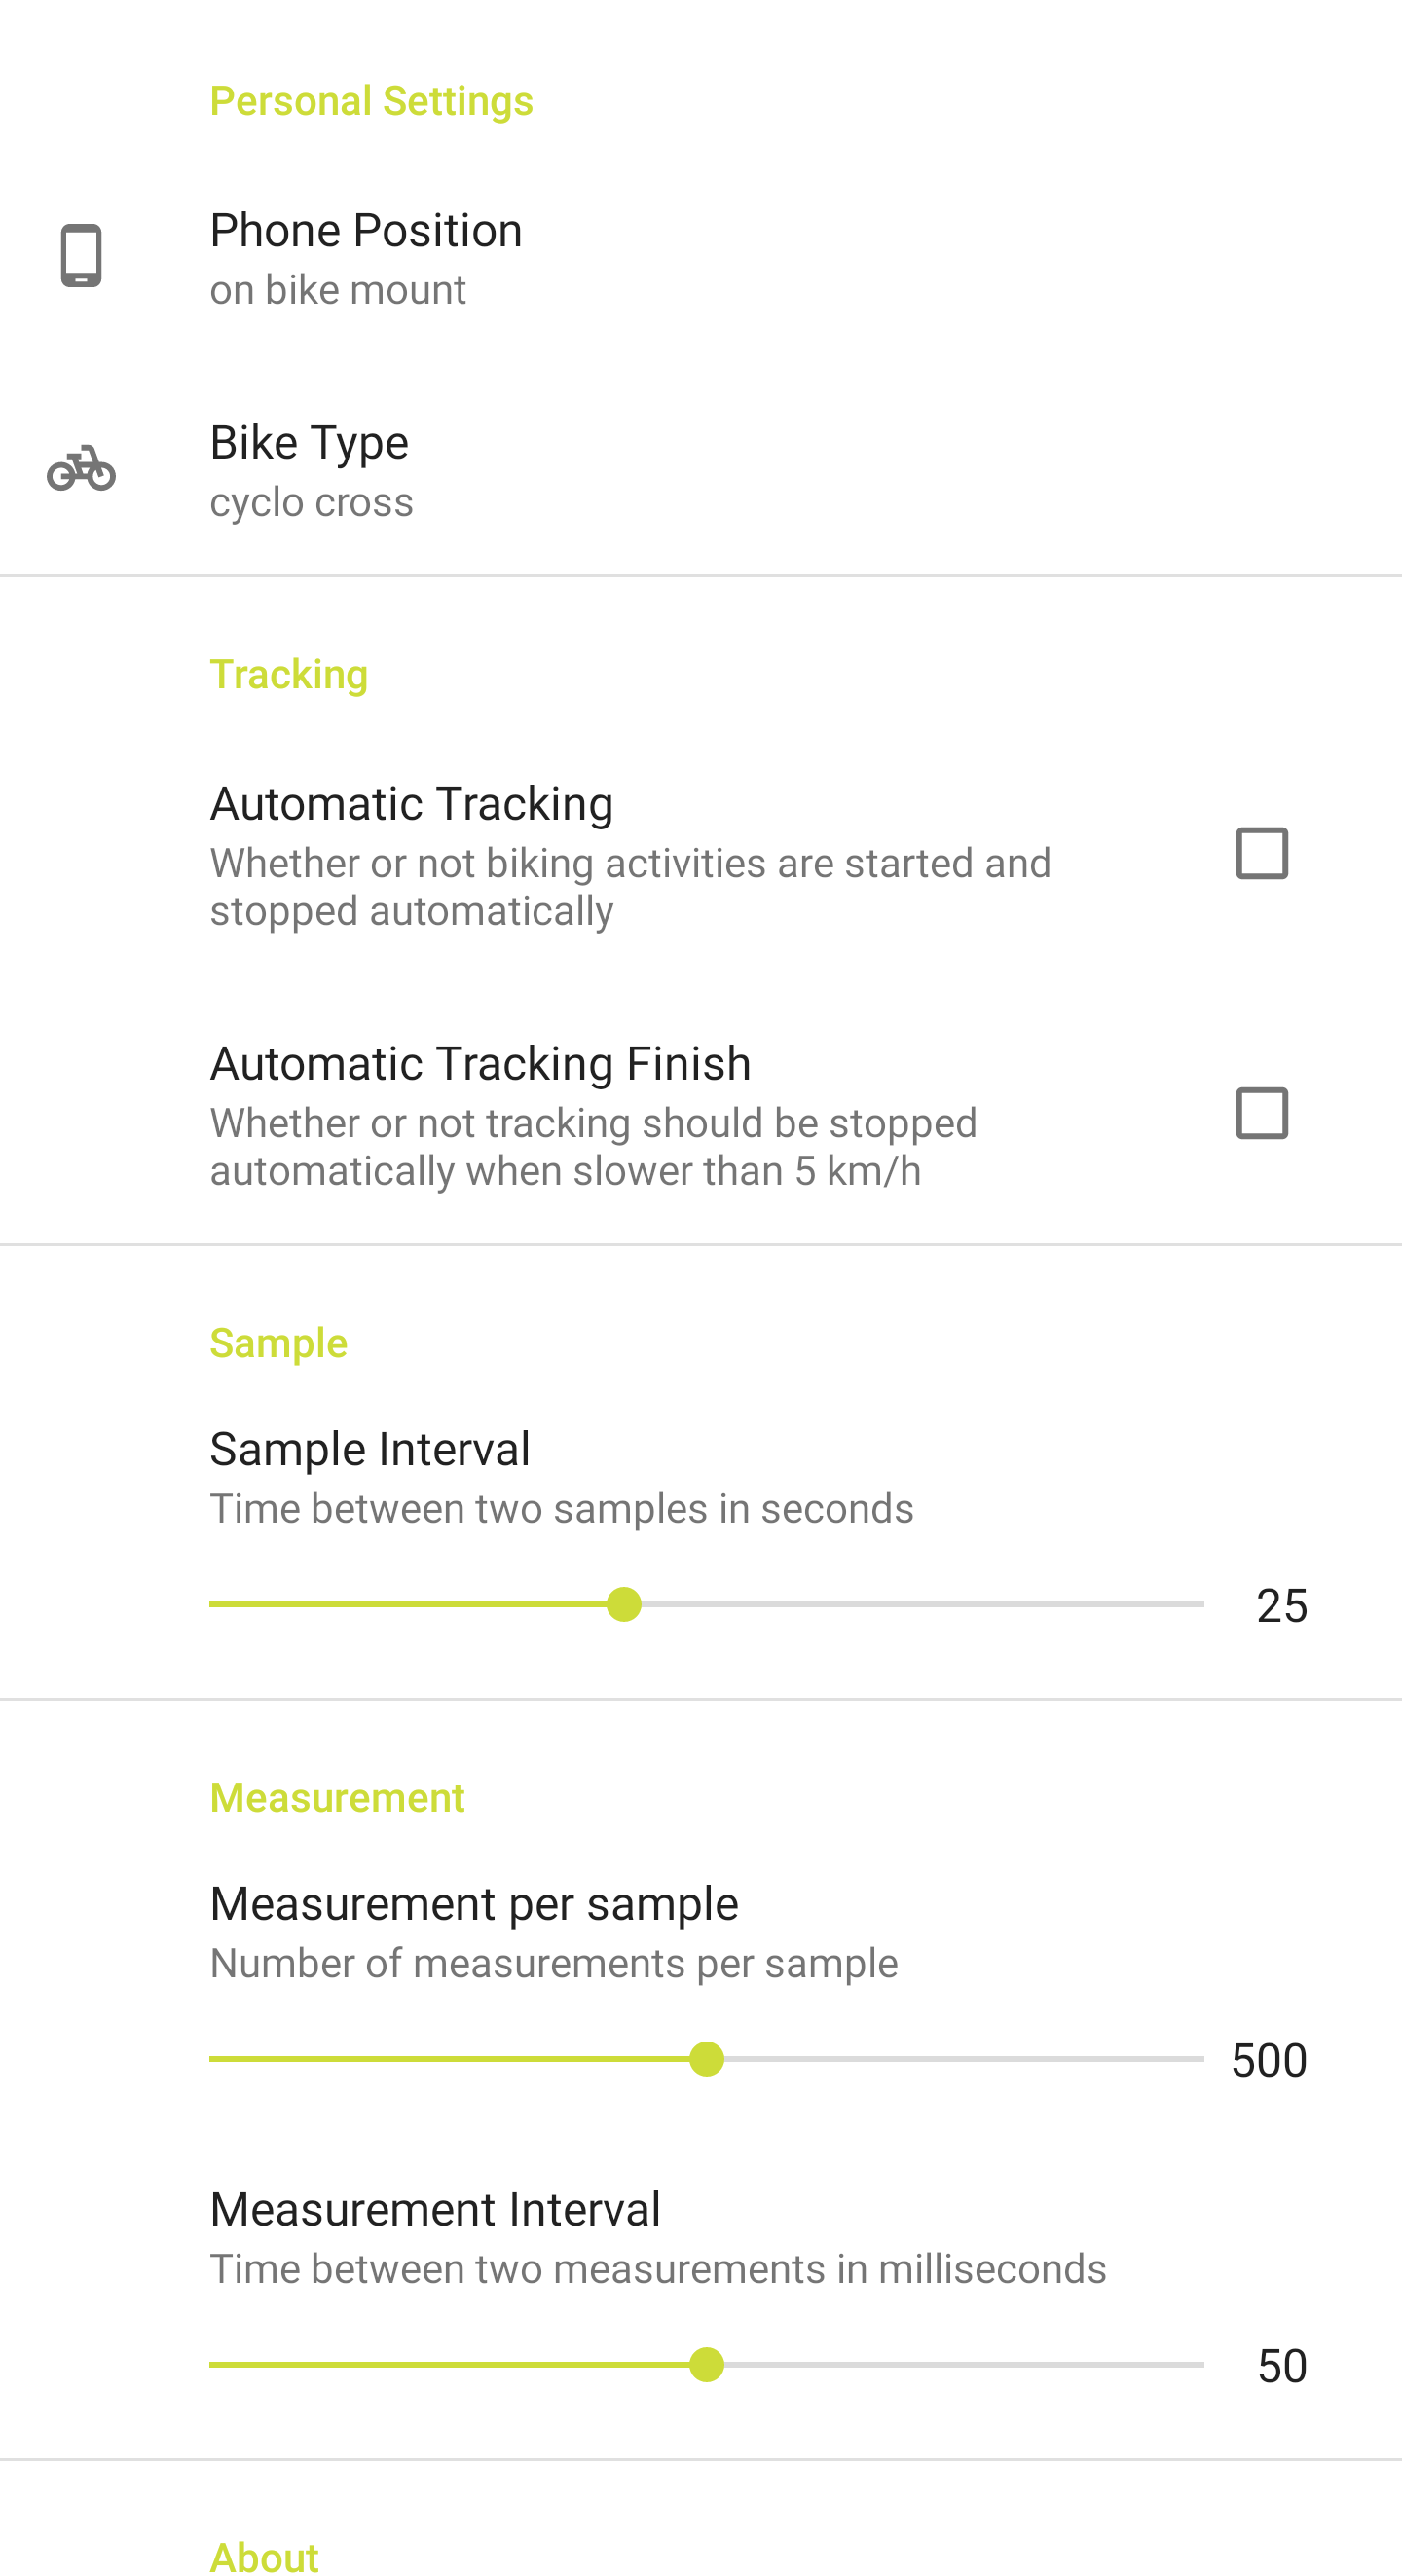 Personal Settings
Phone Position
on bike mount
Bike Type
cyclo cross
Tracking
Automatic Tracking
Whether or not biking activities are started and
stopped automatically
Automatic Tracking Finish
Whether or not tracking should be stopped
automatically when slower than 5 km/h
Sample
Sample Interval
Time between two samples in seconds
25
Measurement
Measurement per sample
Number of measurements per sample
500
Measurement Interval
Time between two measurements in milliseconds
50
About